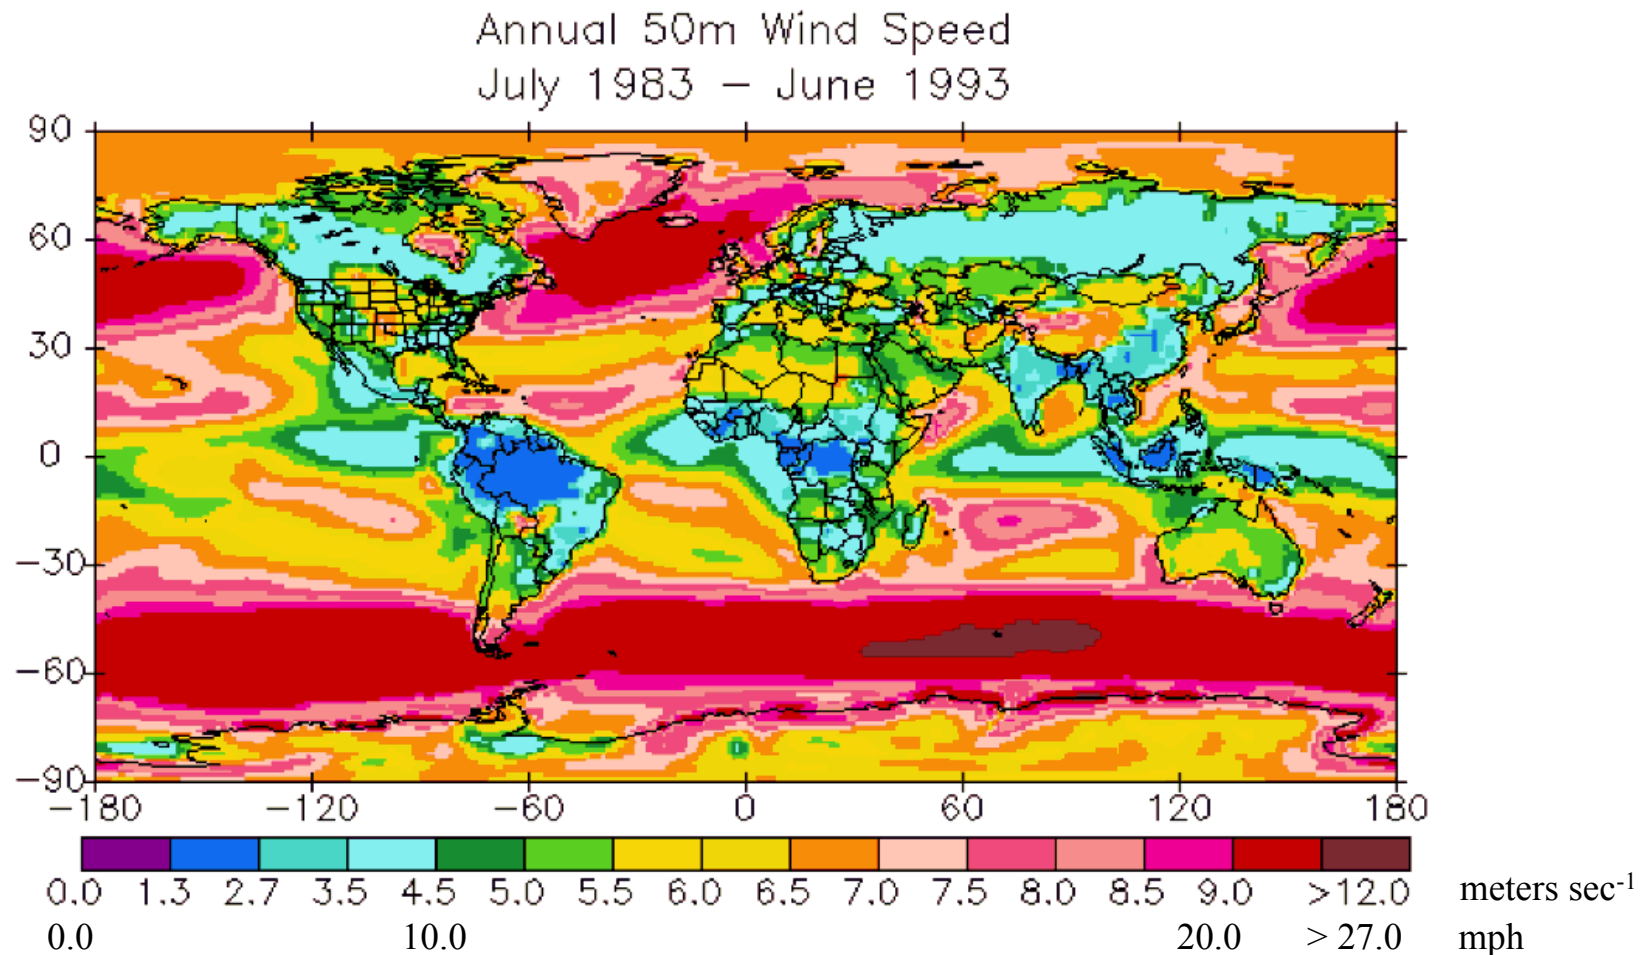 Annual 50m Wind Speed
July 1983 – June 1993
90
60
30
0
−30
−60
−90
−180 −120 −60 0 60 120 180
0.0 1.3 2.7 3.5 4.5 5.0 5.5 6.0 6.5 7.0 7.5 8.0 8.5 9.0 >12.0 meters sec-1
0.0 10.0 20.0 > 27.0 mph